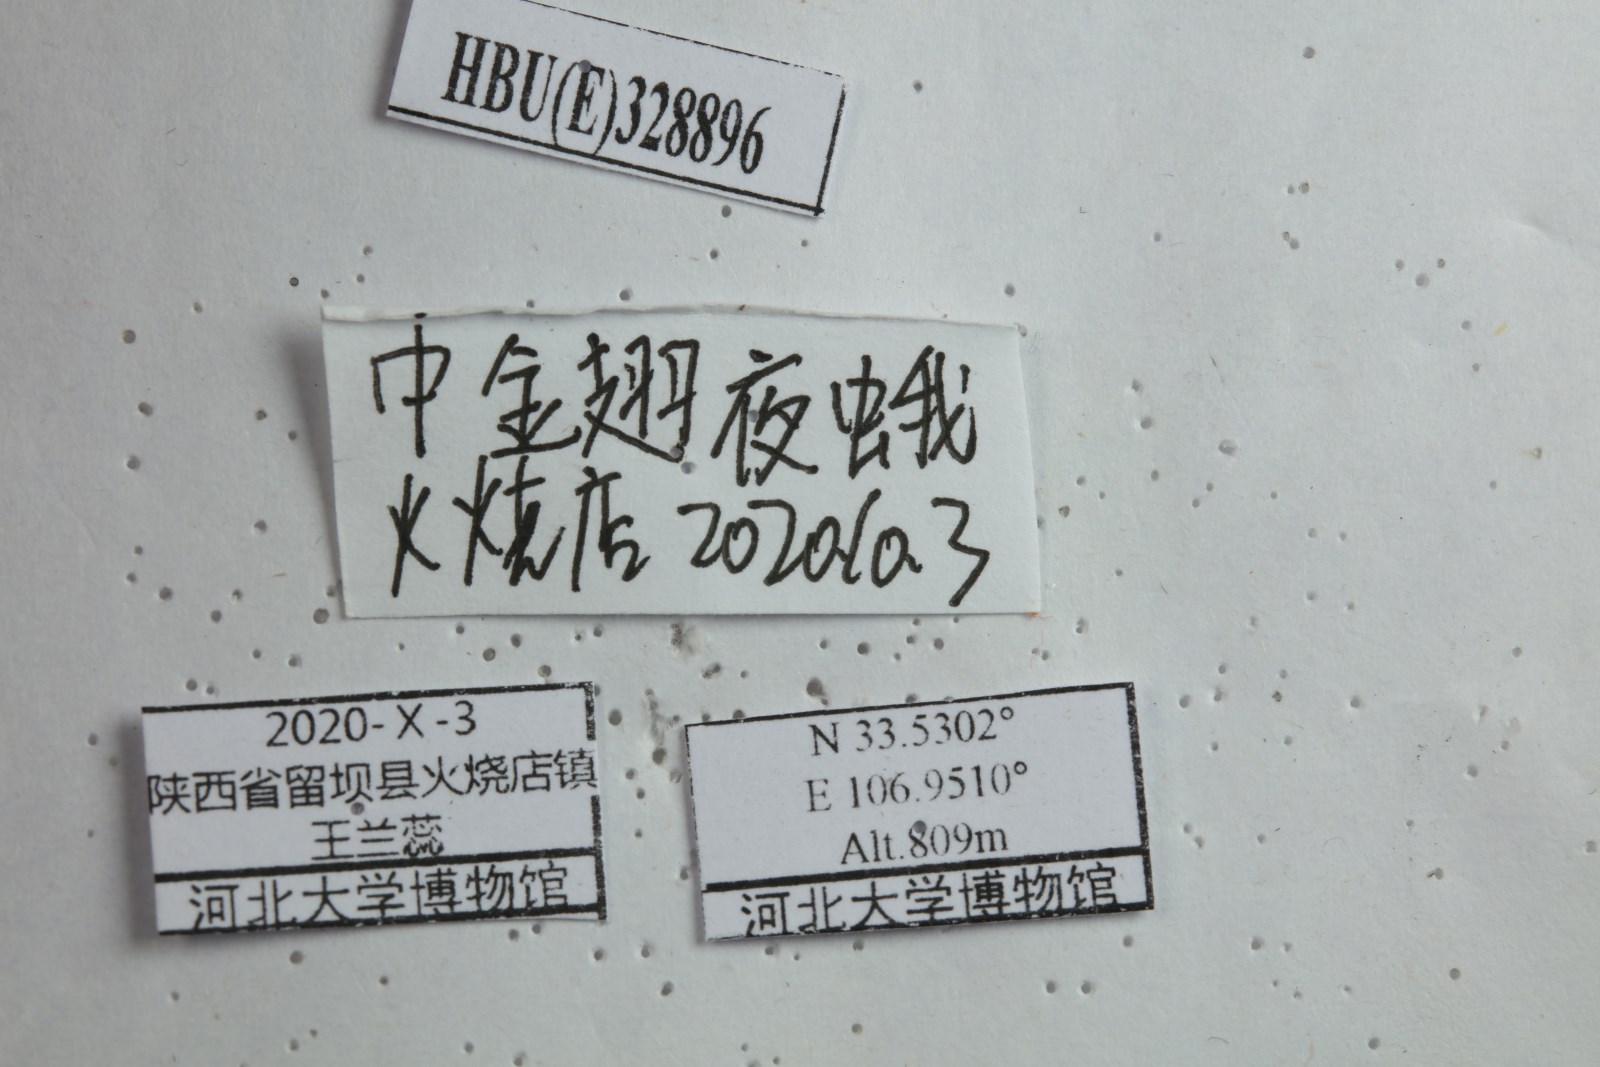 HBU(E)328896
中金翅夜蛾
火烧店 2020.10.3
2020-X-3
陕西省留坝县火烧店镇
王兰蕊
河北大学博物馆
N 33.5302°
E 106.9510°
Alt.809m
河北大学博物馆